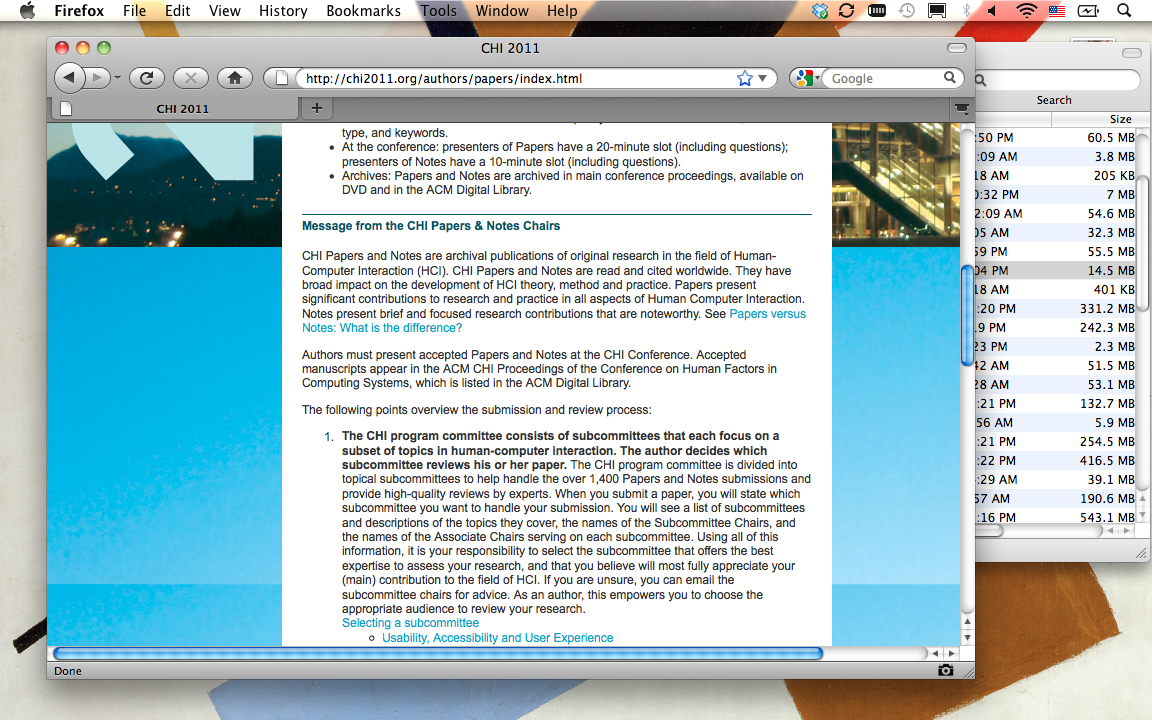 Firefox File Edit View History Bookmarks Tools Window Help
CHI 2011
http://chi2011.org/authors/papers/index.html
Google
CHI 2011
type, and keywords.
• At the conference: presenters of Papers have a 20-minute slot (including questions);
presenters of Notes have a 10-minute slot (including questions).
• Archives: Papers and Notes are archived in main conference proceedings, available on
DVD and in the ACM Digital Library.
Message from the CHI Papers & Notes Chairs
CHI Papers and Notes are archival publications of original research in the field of Human-
Computer Interaction (HCI). CHI Papers and Notes are read and cited worldwide. They have
broad impact on the development of HCI theory, method and practice. Papers present
significant contributions to research and practice in all aspects of Human Computer Interaction.
Notes present brief and focused research contributions that are noteworthy. See Papers versus
Notes: What is the difference?
Authors must present accepted Papers and Notes at the CHI Conference. Accepted
manuscripts appear in the ACM CHI Proceedings of the Conference on Human Factors in
Computing Systems, which is listed in the ACM Digital Library.
The following points overview the submission and review process:
1. The CHI program committee consists of subcommittees that each focus on a
subset of topics in human-computer interaction. The author decides which
subcommittee reviews his or her paper. The CHI program committee is divided into
topical subcommittees to help handle the over 1,400 Papers and Notes submissions and
provide high-quality reviews by experts. When you submit a paper, you will state which
subcommittee you want to handle your submission. You will see a list of subcommittees
and descriptions of the topics they cover, the names of the Subcommittee Chairs, and
the names of the Associate Chairs serving on each subcommittee. Using all of this
information, it is your responsibility to select the subcommittee that offers the best
expertise to assess your research, and that you believe will most fully appreciate your
(main) contribution to the field of HCI. If you are unsure, you can email the
subcommittee chairs for advice. As an author, this empowers you to choose the
appropriate audience to review your research.
Selecting a subcommittee
Usability, Accessibility and User Experience
Done
Search
Size
:50 PM 60.5 MB
:09 AM 3.8 MB
18 AM 205 KB
0:32 PM 7 MB
2:09 AM 54.6 MB
05 AM 32.3 MB
59 PM 55.5 MB
04 PM 14.5 MB
18 AM 401 KB
:20 PM 331.2 MB
.9 PM 242.3 MB
23 PM 2.3 MB
42 AM 51.5 MB
28 AM 53.1 MB
:21 PM 132.7 MB
56 AM 5.9 MB
:21 PM 254.5 MB
:22 PM 416.5 MB
:29 AM 39.1 MB
57 AM 190.6 MB
:16 PM 543.1 MB